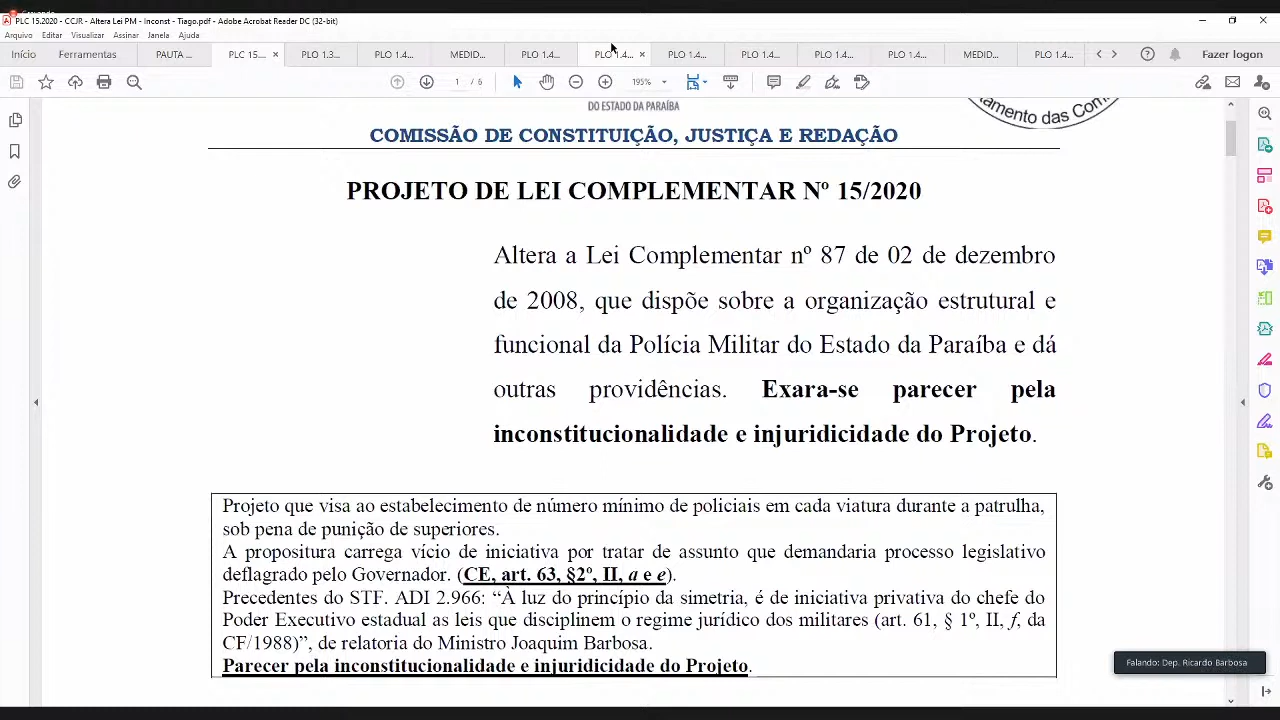 PLC 15.2020 - CCJR - Altera Lei PM - Inconst - Tiago.pdf - Adobe Acrobat Reader DC (32-bit)
Arquivo Editar Visualizar Assinar Janela Ajuda
Início Ferramentas PAUTA ... PLC 15... × PLO 1.3... PLO 1.4... MEDID... PLO 1.4... PLO 1.4... × PLO 1.4... PLO 1.4... PLO 1.4... PLO 1.4... MEDID... PLO 1.4... Fazer logon
1 / 6 195%
DO ESTADO DA PARAÍBA
tamento das Com
COMISSÃO DE CONSTITUIÇÃO, JUSTIÇA E REDAÇÃO
PROJETO DE LEI COMPLEMENTAR Nº 15/2020
Altera a Lei Complementar nº 87 de 02 de dezembro
de 2008, que dispõe sobre a organização estrutural e
funcional da Polícia Militar do Estado da Paraíba e dá
outras providências. Exara-se parecer pela
inconstitucionalidade e injuridicidade do Projeto.
Projeto que visa ao estabelecimento de número mínimo de policiais em cada viatura durante a patrulha,
sob pena de punição de superiores.
A propositura carrega vício de iniciativa por tratar de assunto que demandaria processo legislativo
deflagrado pelo Governador. (CE, art. 63, §2º, II, a e e).
Precedentes do STF. ADI 2.966: “À luz do princípio da simetria, é de iniciativa privativa do chefe do
Poder Executivo estadual as leis que disciplinem o regime jurídico dos militares (art. 61, § 1º, II, f, da
CF/1988)”, de relatoria do Ministro Joaquim Barbosa.
Parecer pela inconstitucionalidade e injuridicidade do Projeto.
Falando: Dep. Ricardo Barbosa